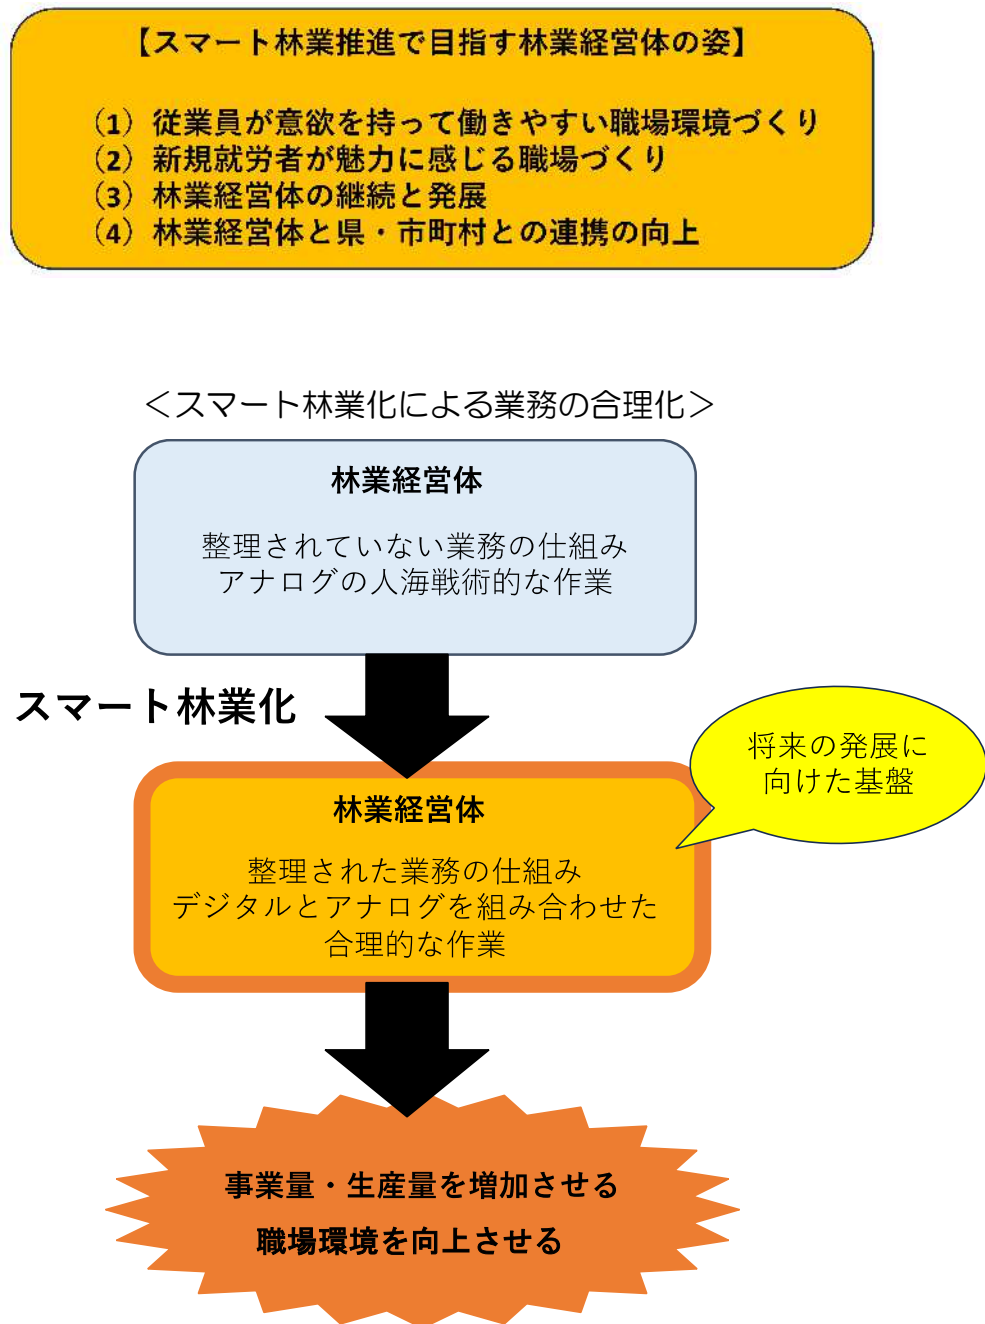 【スマート林業推進で目指す林業経営体の姿】
（1）従業員が意欲を持って働きやすい職場環境づくり
（2）新規就労者が魅力に感じる職場づくり
（3）林業経営体の継続と発展
（4）林業経営体と県・市町村との連携の向上
＜スマート林業化による業務の合理化＞
林業経営体
整理されていない業務の仕組み
アナログの人海戦術的な作業
スマート林業化
将来の発展に
向けた基盤
林業経営体
整理された業務の仕組み
デジタルとアナログを組み合わせた
合理的な作業
事業量・生産量を増加させる
職場環境を向上させる